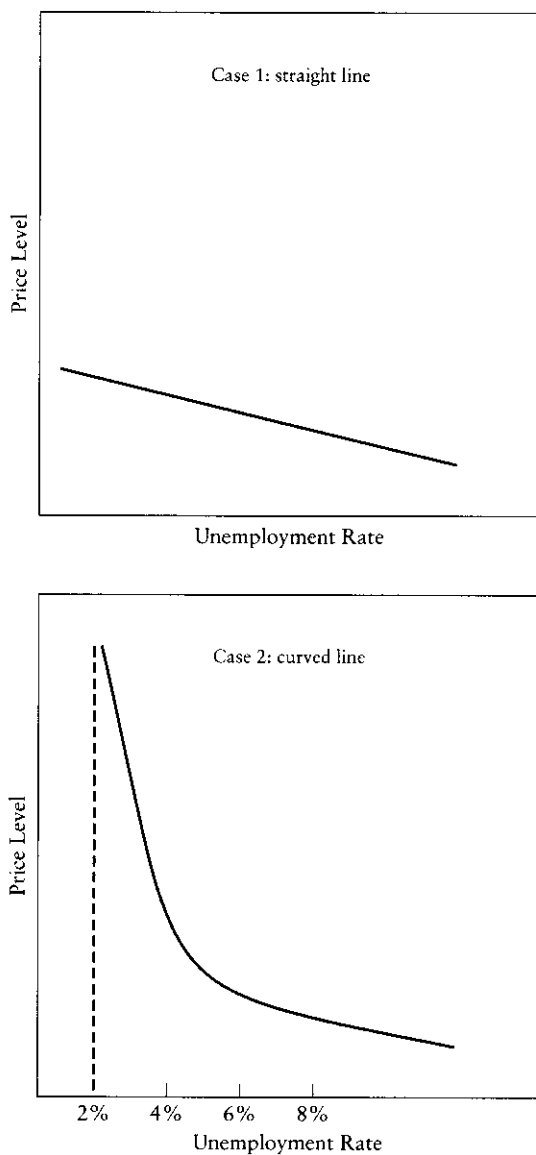 Case 1: straight line
Price Level
Unemployment Rate
Case 2: curved line
Price Level
2% 4% 6% 8%
Unemployment Rate